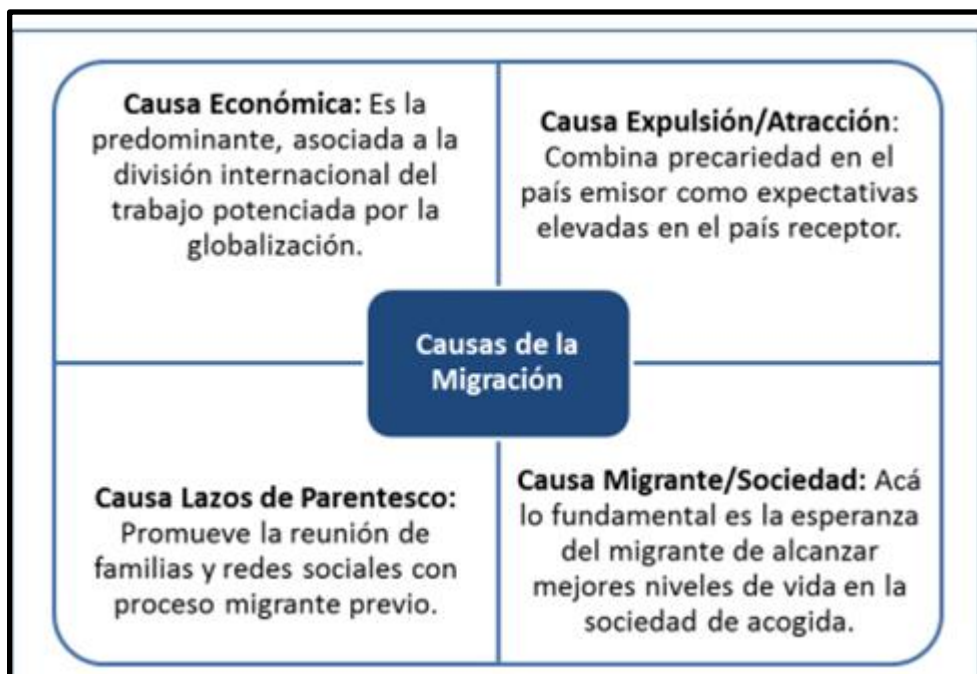 Causa Económica: Es la
predominante, asociada a la
división internacional del
trabajo potenciada por la
globalización.
Causa Expulsión/Atracción:
Combina precariedad en el
país emisor como expectativas
elevadas en el país receptor.
Causas de la
Migración
Causa Lazos de Parentesco:
Promueve la reunión de
familias y redes sociales con
proceso migrante previo.
Causa Migrante/Sociedad: Acá
lo fundamental es la esperanza
del migrante de alcanzar
mejores niveles de vida en la
sociedad de acogida.